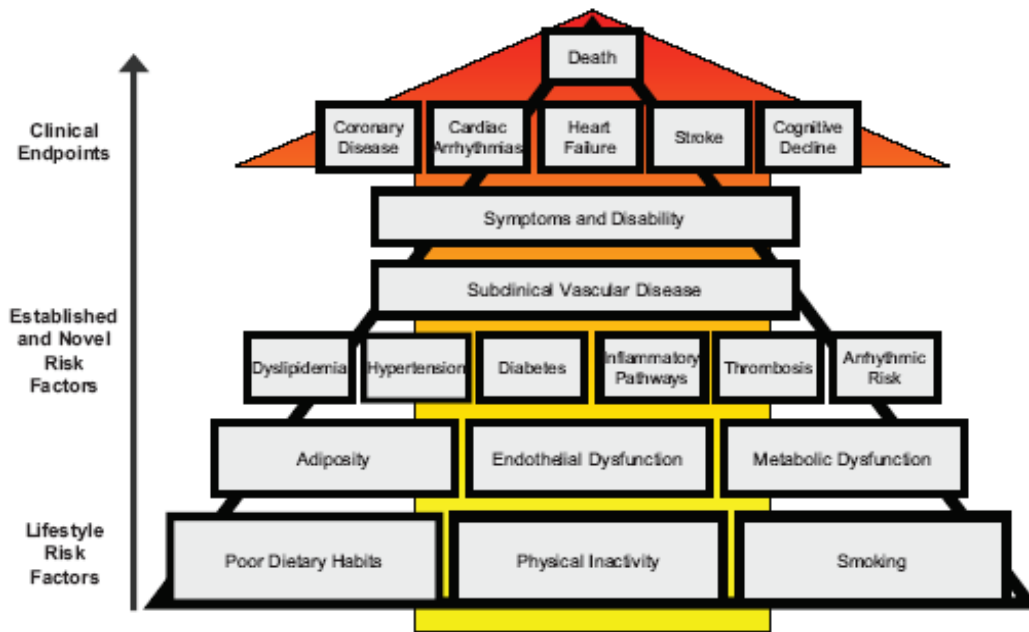 Death
Clinical
Endpoints
Coronary
Disease
Cardiac
Arrhythmias
Heart
Failure
Stroke
Cognitive
Decline
Symptoms and Disability
Subclinical Vascular Disease
Established
and Novel
Risk
Factors
Dyslipidemia
Hypertension
Diabetes
Inflammatory
Pathways
Thrombosis
Arrhythmic
Risk
Adiposity
Endothelial Dysfunction
Metabolic Dysfunction
Lifestyle
Risk
Factors
Poor Dietary Habits
Physical Inactivity
Smoking